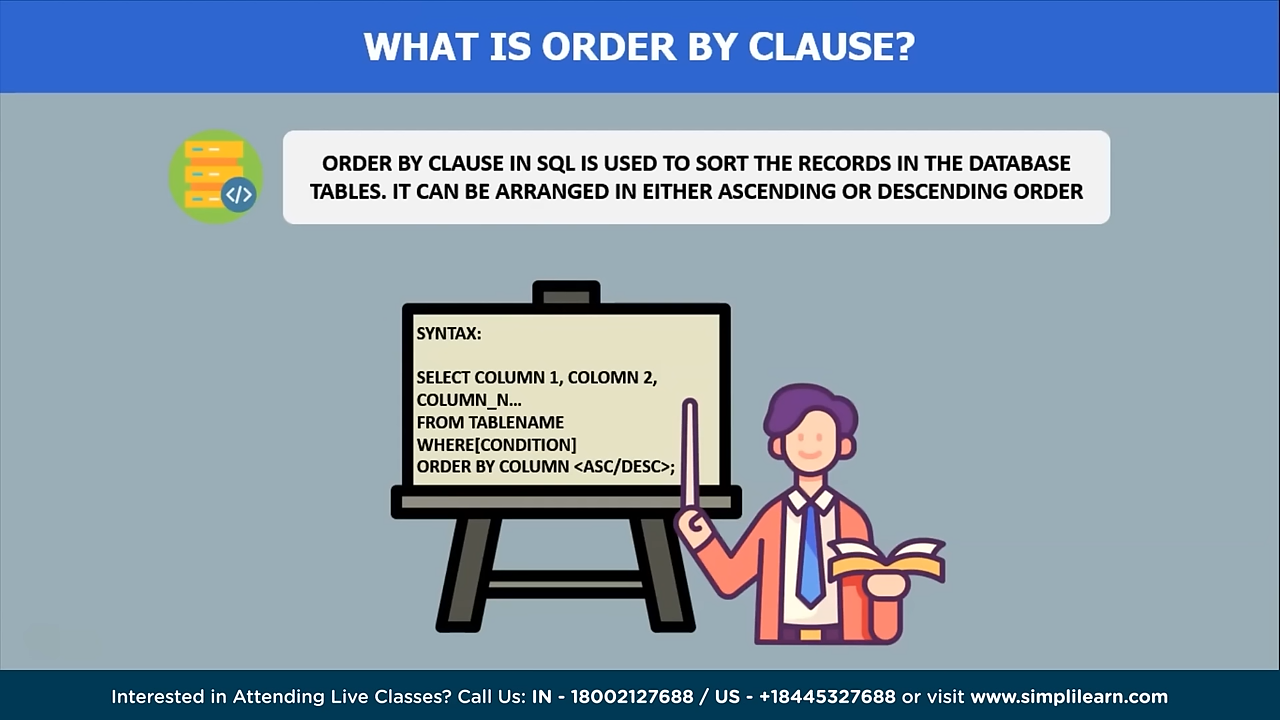 WHAT IS ORDER BY CLAUSE?
</>
ORDER BY CLAUSE IN SQL IS USED TO SORT THE RECORDS IN THE DATABASE
TABLES. IT CAN BE ARRANGED IN EITHER ASCENDING OR DESCENDING ORDER
SYNTAX:
SELECT COLUMN 1, COLOMN 2,
COLUMN_N...
FROM TABLENAME
WHERE[CONDITION]
ORDER BY COLUMN <ASC/DESC>;
Interested in Attending Live Classes? Call Us: IN - 18002127688 / US - +18445327688 or visit www.simplilearn.com